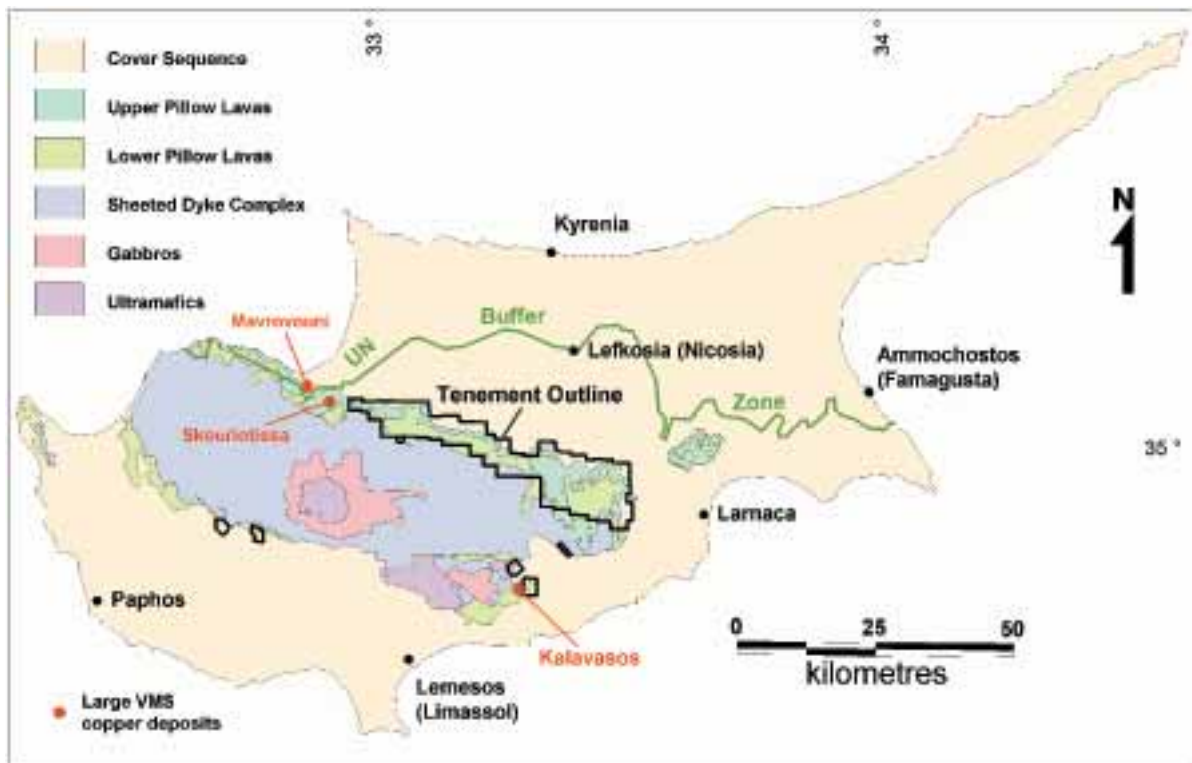 33 °
34 °
Cover Sequence
Upper Pillow Lavas
Lower Pillow Lavas
Sheeted Dyke Complex
Gabbros
Ultramafics
N
Kyrenia
Mavrovouni
UN
Buffer
Zone
Lefkosia (Nicosia)
Ammochostos
(Famagusta)
Tenement Outline
Skouriotissa
35 °
Larnaca
Paphos
Kalavasos
0 25 50
kilometres
Lemesos
(Limassol)
Large VMS
copper deposits